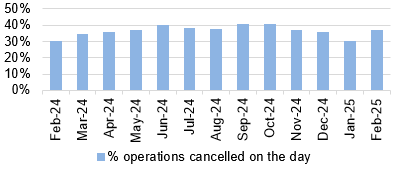 50%
40%
30%
20%
10%
0%
Feb-24
Mar-24
Apr-24
May-24
Jun-24
Jul-24
Aug-24
Sep-24
Oct-24
Nov-24
Dec-24
Jan-25
Feb-25
% operations cancelled on the day